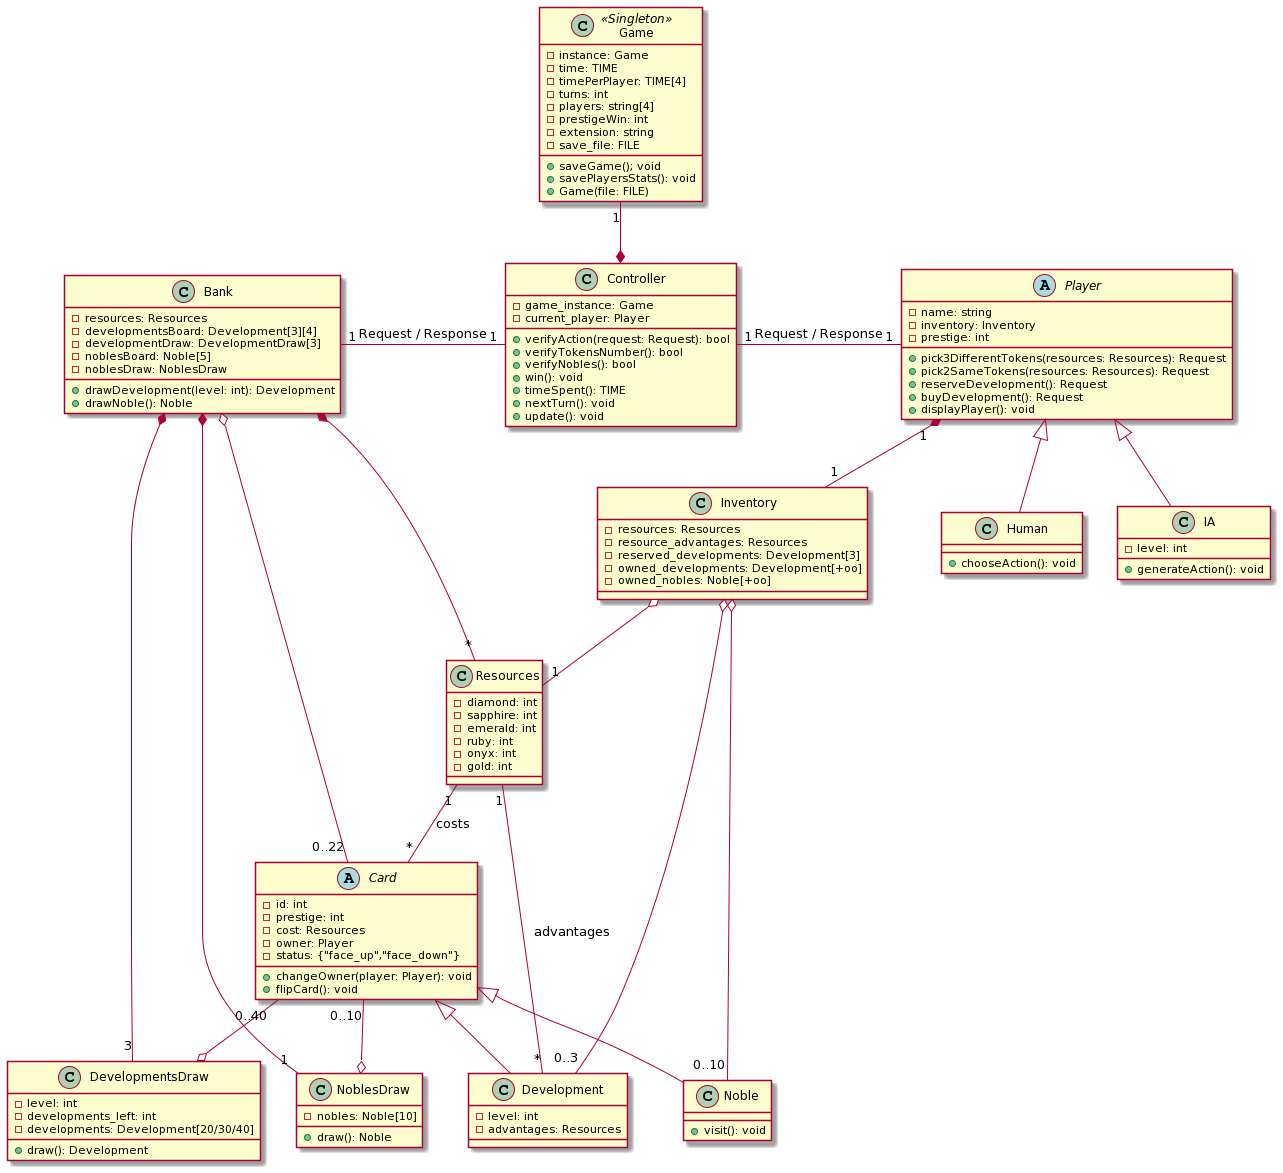 «Singleton»
C Game
instance: Game
time: TIME
timePerPlayer: TIME[4]
turns: int
players: string[4]
prestigeWin: int
extension: string
save_file: FILE
saveGame(); void
savePlayersStats(): void
Game(file: FILE)
1
C Bank
resources: Resources
developmentsBoard: Development[3][4]
developmentDraw: DevelopmentDraw[3]
noblesBoard: Noble[5]
noblesDraw: NoblesDraw
drawDevelopment(level: int): Development
drawNoble(): Noble
1 Request / Response 1
C Controller
game_instance: Game
current_player: Player
verifyAction(request: Request): bool
verifyTokensNumber(): bool
verifyNobles(): bool
win(): void
timeSpent(): TIME
nextTurn(): void
update(): void
1 Request / Response 1
A Player
name: string
inventory: Inventory
prestige: int
pick3DifferentTokens(resources: Resources): Request
pick2SameTokens(resources: Resources): Request
reserveDevelopment(): Request
buyDevelopment(): Request
displayPlayer(): void
1
1
C Inventory
resources: Resources
resource_advantages: Resources
reserved_developments: Development[3]
owned_developments: Development[+oo]
owned_nobles: Noble[+oo]
C Human
chooseAction(): void
C IA
level: int
generateAction(): void
*
1
C Resources
diamond: int
sapphire: int
emerald: int
ruby: int
onyx: int
gold: int
1
1
costs
0..22
*
A Card
id: int
prestige: int
cost: Resources
owner: Player
status: {"face_up","face_down"}
changeOwner(player: Player): void
flipCard(): void
advantages
0..40
0..10
3
1
*
0..3
0..10
C DevelopmentsDraw
level: int
developments_left: int
developments: Development[20/30/40]
draw(): Development
C NoblesDraw
nobles: Noble[10]
draw(): Noble
C Development
level: int
advantages: Resources
C Noble
visit(): void